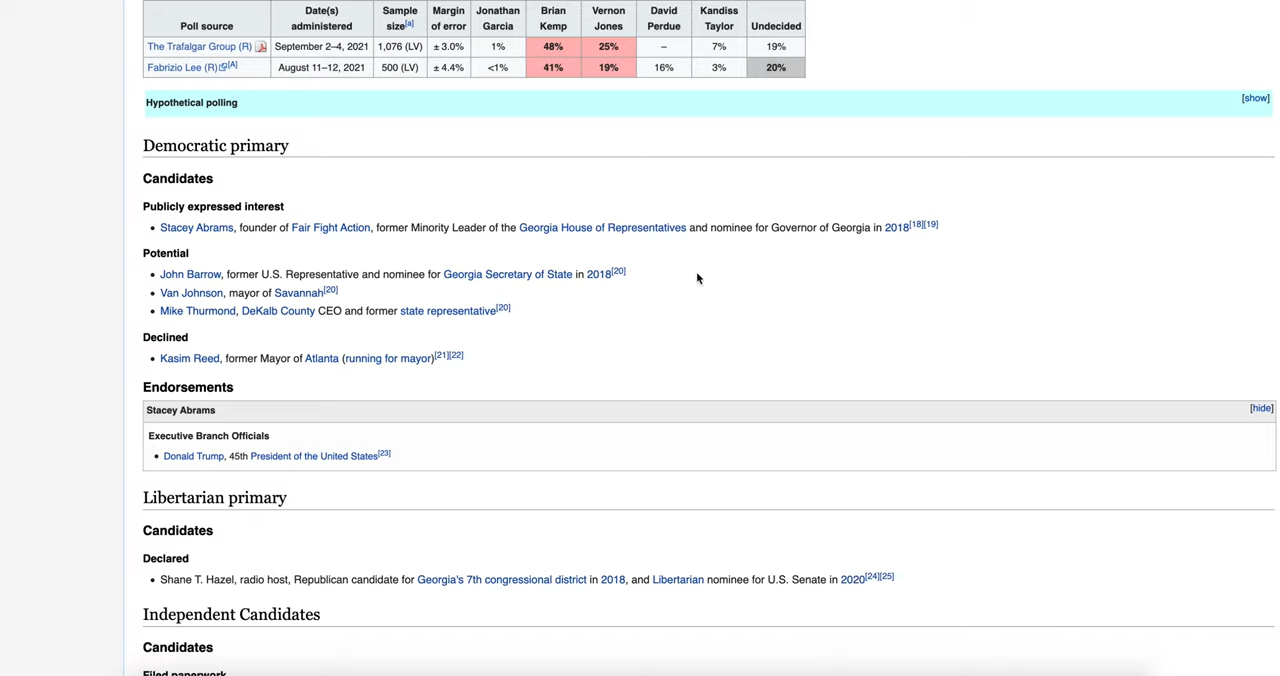 Poll source Date(s) administered Sample size[a] Margin of error Jonathan Garcia Brian Kemp Vernon Jones David Perdue Kandiss Taylor Undecided
The Trafalgar Group (R) September 2–4, 2021 1,076 (LV) ± 3.0% 1% 48% 25% – 7% 19%
Fabrizio Lee (R)[A] August 11–12, 2021 500 (LV) ± 4.4% <1% 41% 19% 16% 3% 20%
Hypothetical polling [show]
Democratic primary
Candidates
Publicly expressed interest
• Stacey Abrams, founder of Fair Fight Action, former Minority Leader of the Georgia House of Representatives and nominee for Governor of Georgia in 2018[18][19]
Potential
• John Barrow, former U.S. Representative and nominee for Georgia Secretary of State in 2018[20]
• Van Johnson, mayor of Savannah[20]
• Mike Thurmond, DeKalb County CEO and former state representative[20]
Declined
• Kasim Reed, former Mayor of Atlanta (running for mayor)[21][22]
Endorsements
Stacey Abrams [hide]
Executive Branch Officials
• Donald Trump, 45th President of the United States[23]
Libertarian primary
Candidates
Declared
• Shane T. Hazel, radio host, Republican candidate for Georgia's 7th congressional district in 2018, and Libertarian nominee for U.S. Senate in 2020[24][25]
Independent Candidates
Candidates
Filed paperwork